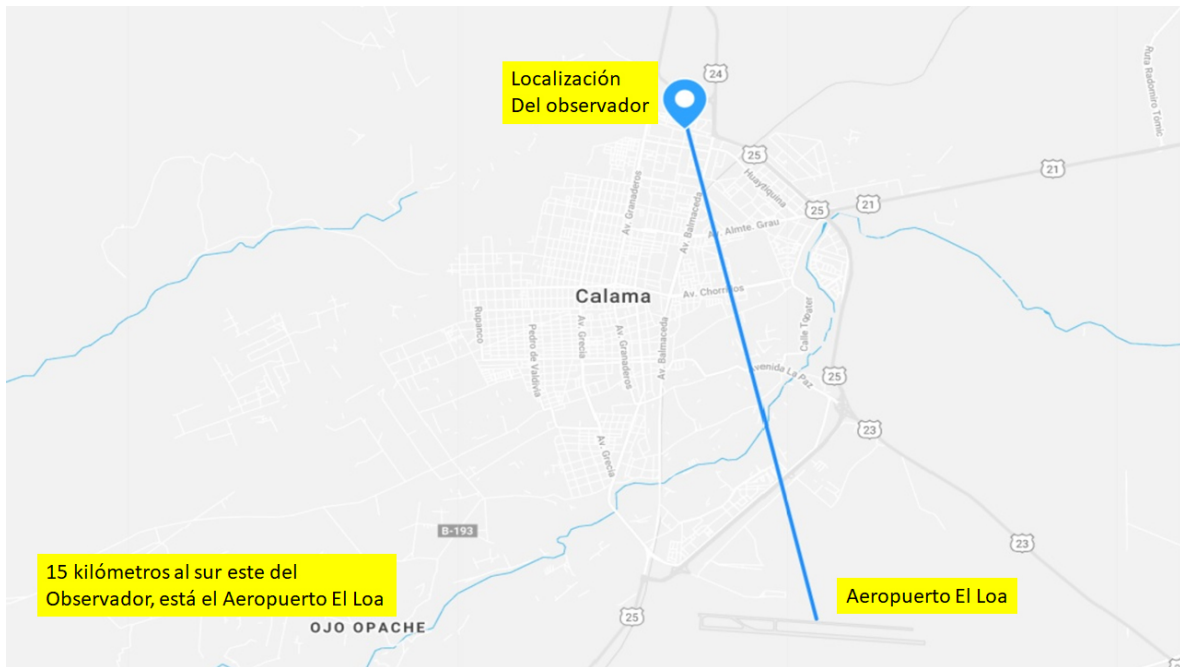 Localización
Del observador
24
25
Huaytiquina
21
25
21
Ruta Radomiro Tomic
Av. Granaderos
Av. Balmaceda
Av. Almte. Grau
Calama
Av. Chorrillos
Rupanco
Pedro de Valdivia
Av. Grecia
Av. Granaderos
Av. Balmaceda
Calle Topater
Avenida La Paz
25
23
Av. Grecia
B-193
23
15 kilómetros al sur este del
Observador, está el Aeropuerto El Loa
Aeropuerto El Loa
OJO OPACHE
25